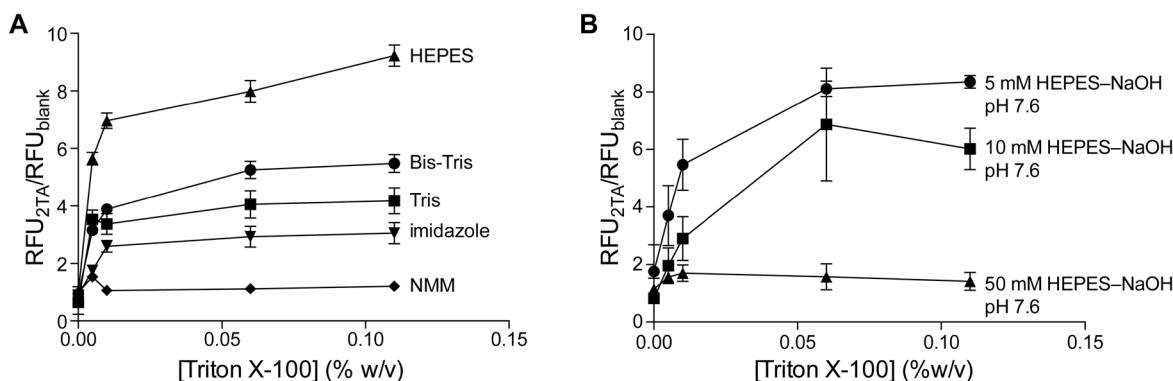 A
RFU2TA/RFUblank
10
8
6
4
2
0
HEPES
Bis-Tris
Tris
imidazole
NMM
0.00
0.05
0.10
0.15
[Triton X-100] (% w/v)
B
RFU2TA/RFUblank
10
8
6
4
2
0
5 mM HEPES–NaOH
pH 7.6
10 mM HEPES–NaOH
pH 7.6
50 mM HEPES–NaOH
pH 7.6
0.00
0.05
0.10
0.15
[Triton X-100] (%w/v)